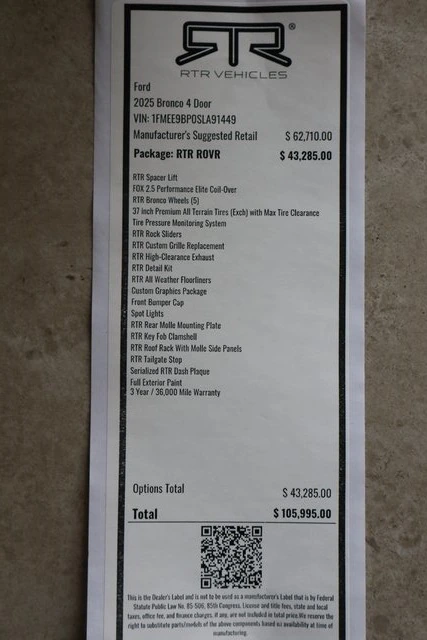 RTR®
RTR VEHICLES
Ford
2025 Bronco 4 Door
VIN: 1FMEE9BP0SLA91449
Manufacturer's Suggested Retail $ 62,710.00
Package: RTR ROVR $ 43,285.00
RTR Spacer Lift
FOX 2.5 Performance Elite Coil-Over
RTR Bronco Wheels (5)
37 inch Premium All Terrain Tires (Exch) with Max Tire Clearance
Tire Pressure Monitoring System
RTR Rock Sliders
RTR Custom Grille Replacement
RTR High-Clearance Exhaust
RTR Detail Kit
RTR All Weather Floorliners
Custom Graphics Package
Front Bumper Cap
Spot Lights
RTR Rear Molle Mounting Plate
RTR Key Fob Clamshell
RTR Roof Rack With Molle Side Panels
RTR Tailgate Step
Serialized RTR Dash Plaque
Full Exterior Paint
3 Year / 36,000 Mile Warranty
Options Total $ 43,285.00
Total $ 105,995.00
This is the Dealer's Label and is not to be used as a manufacturer's Label that is by Federal
Statute Public Law No. 85-506, 85th Congress. License and title fees, state and local
taxes, office fee, and finance charges, if any, are not included in total price.We reserve the
right to substitute parts/models of the above components based on availability at time of
manufacturing.